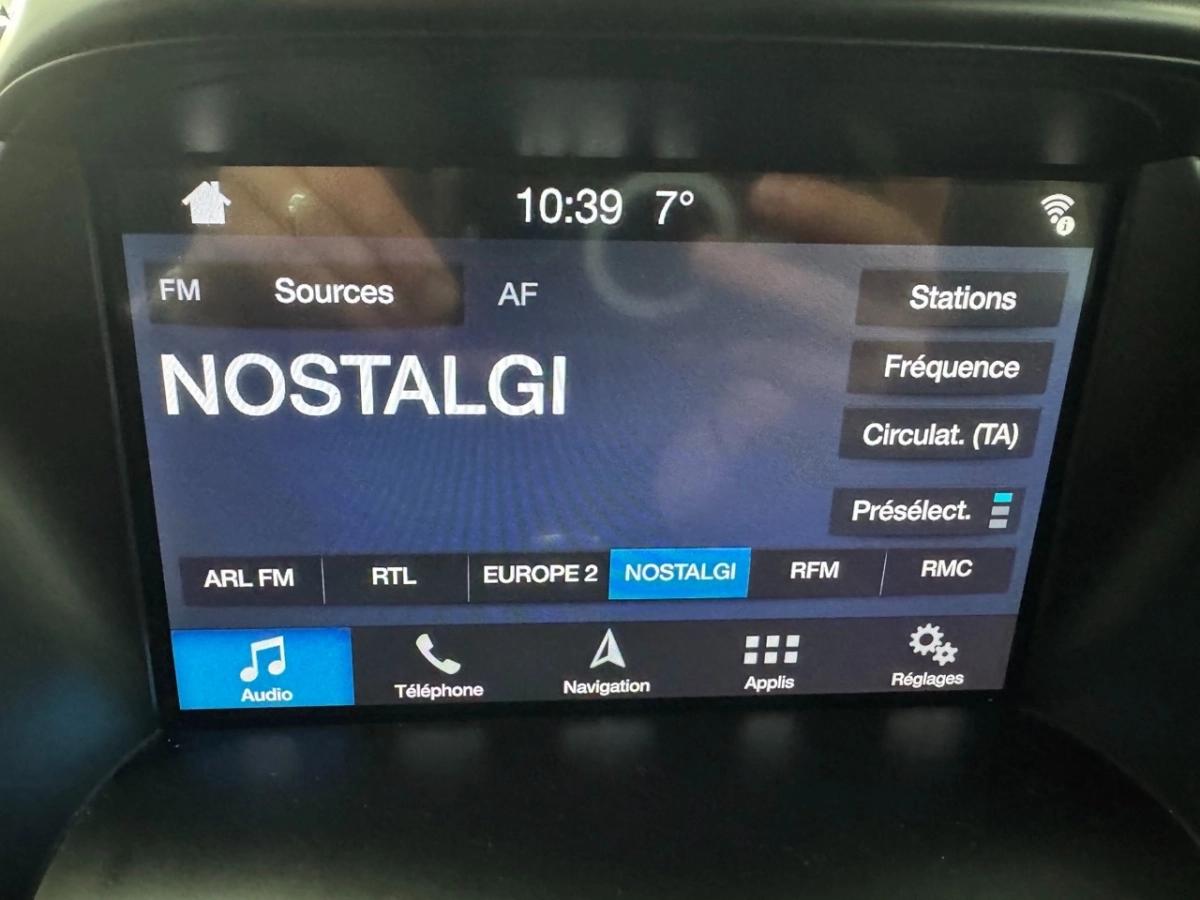 10:39 7°
FM Sources AF
Stations
NOSTALGI
Fréquence
Circulat. (TA)
Présélect.
ARL FM RTL EUROPE 2 NOSTALGI RFM RMC
Audio Téléphone Navigation Applis Réglages